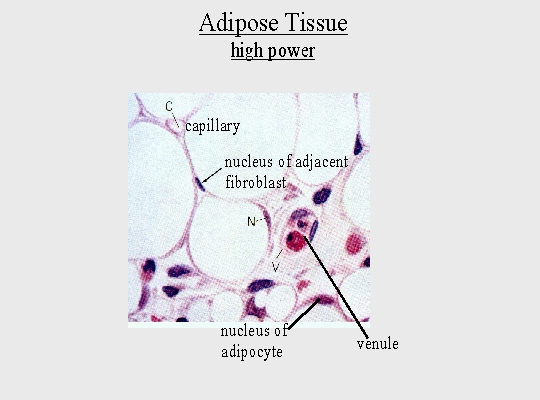 Adipose Tissue
high power
C
capillary
nucleus of adjacent
fibroblast
N
V
nucleus of
adipocyte
venule